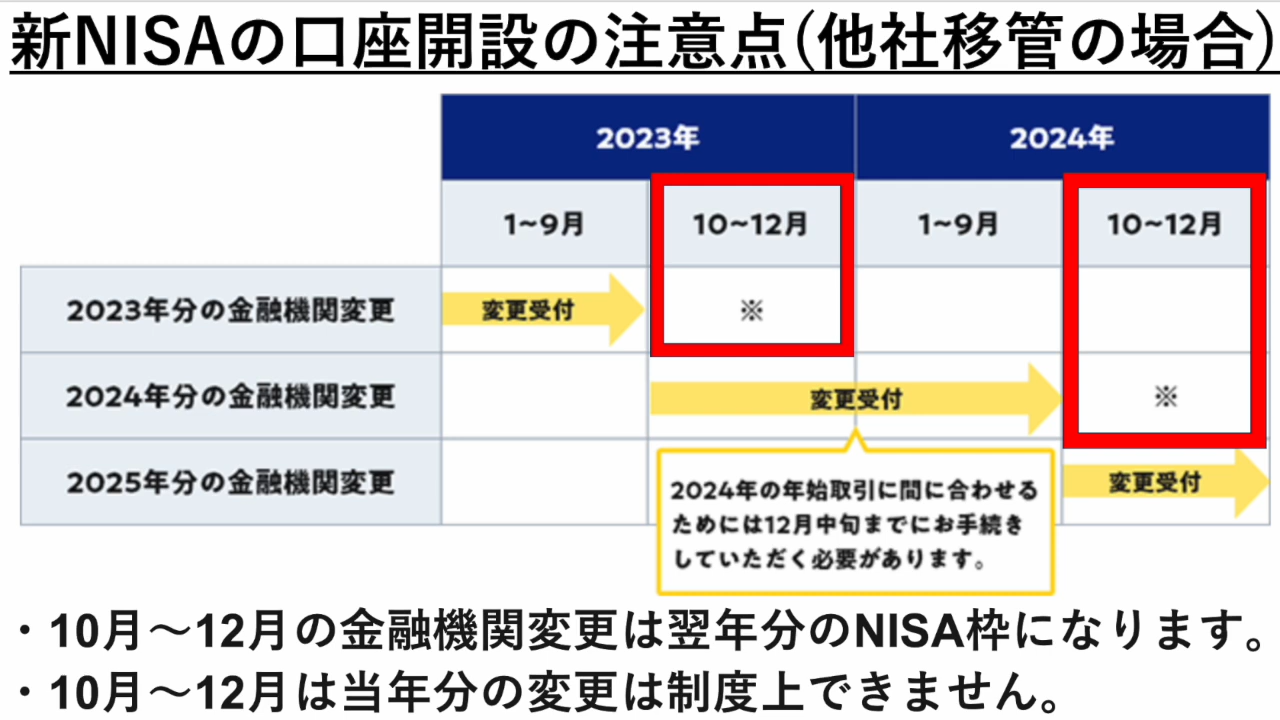 新NISAの口座開設の注意点(他社移管の場合)
2023年 2024年
1~9月 10~12月 1~9月 10~12月
2023年分の金融機関変更 変更受付 ※
2024年分の金融機関変更 変更受付 ※
2025年分の金融機関変更 変更受付
2024年の年始取引に間に合わせる
ためには12月中旬までにお手続き
していただく必要があります。
・10月〜12月の金融機関変更は翌年分のNISA枠になります。
・10月〜12月は当年分の変更は制度上できません。